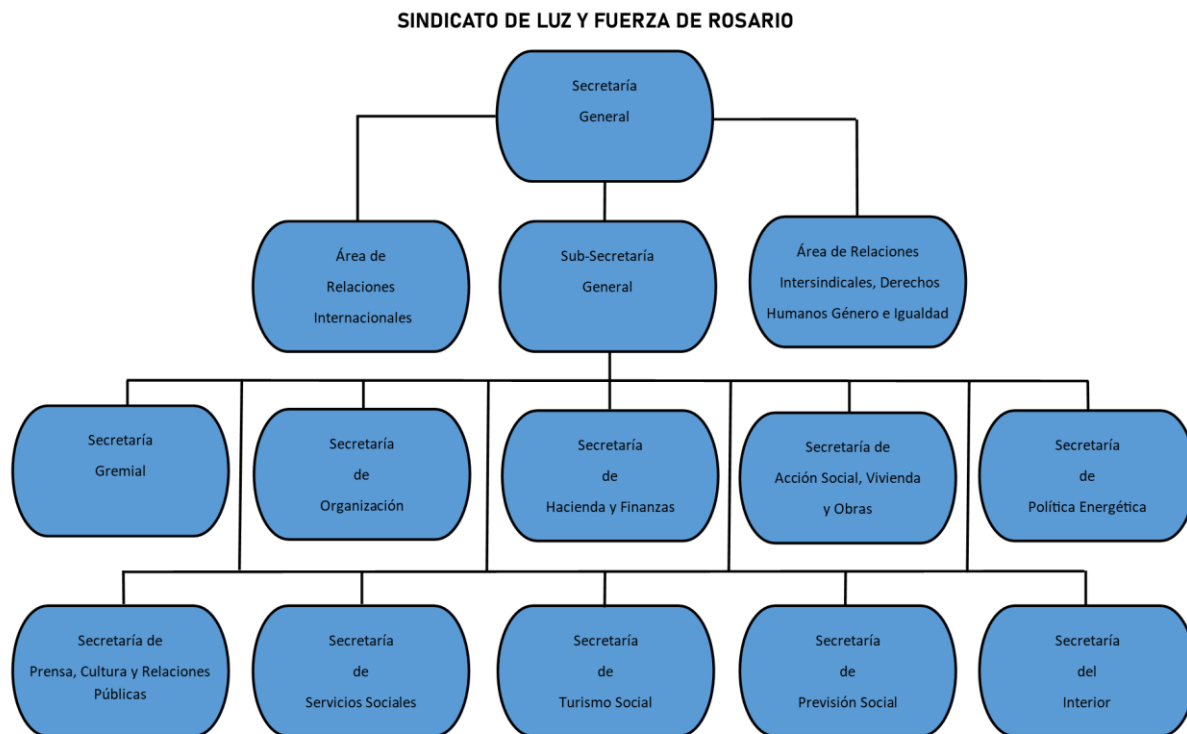 SINDICATO DE LUZ Y FUERZA DE ROSARIO
Secretaría
General
Área de
Relaciones
Internacionales
Sub-Secretaría
General
Área de Relaciones
Intersindicales, Derechos
Humanos Género e Igualdad
Secretaría
Gremial
Secretaría
de
Organización
Secretaría
de
Hacienda y Finanzas
Secretaría de
Acción Social, Vivienda
y Obras
Secretaría
de
Política Energética
Secretaría de
Prensa, Cultura y Relaciones
Públicas
Secretaría
de
Servicios Sociales
Secretaría
de
Turismo Social
Secretaría
de
Previsión Social
Secretaría
del
Interior